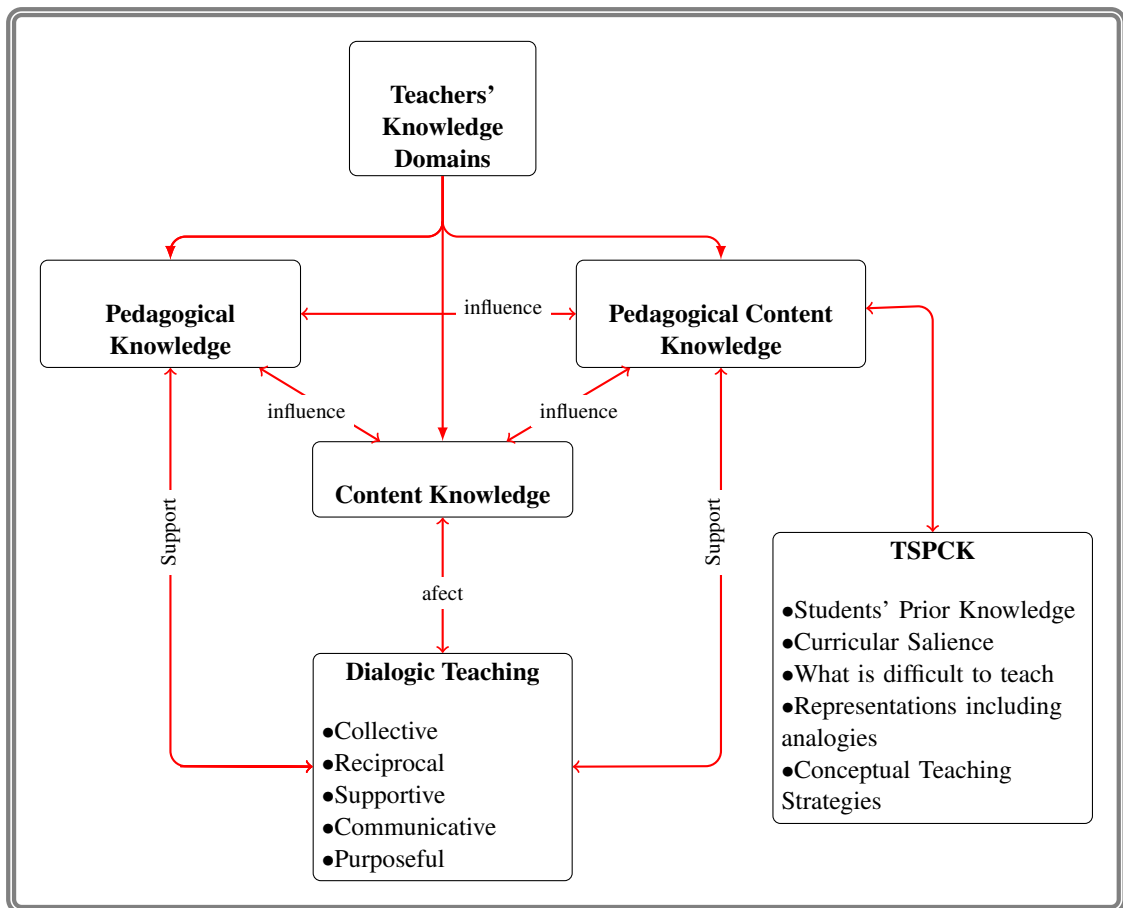 Teachers'
Knowledge
Domains
influence
Pedagogical
Knowledge
Pedagogical Content
Knowledge
influence
influence
Content Knowledge
Support
Support
afect
TSPCK
●Students' Prior Knowledge
●Curricular Salience
●What is difficult to teach
●Representations including
analogies
●Conceptual Teaching
Strategies
Dialogic Teaching
●Collective
●Reciprocal
●Supportive
●Communicative
●Purposeful